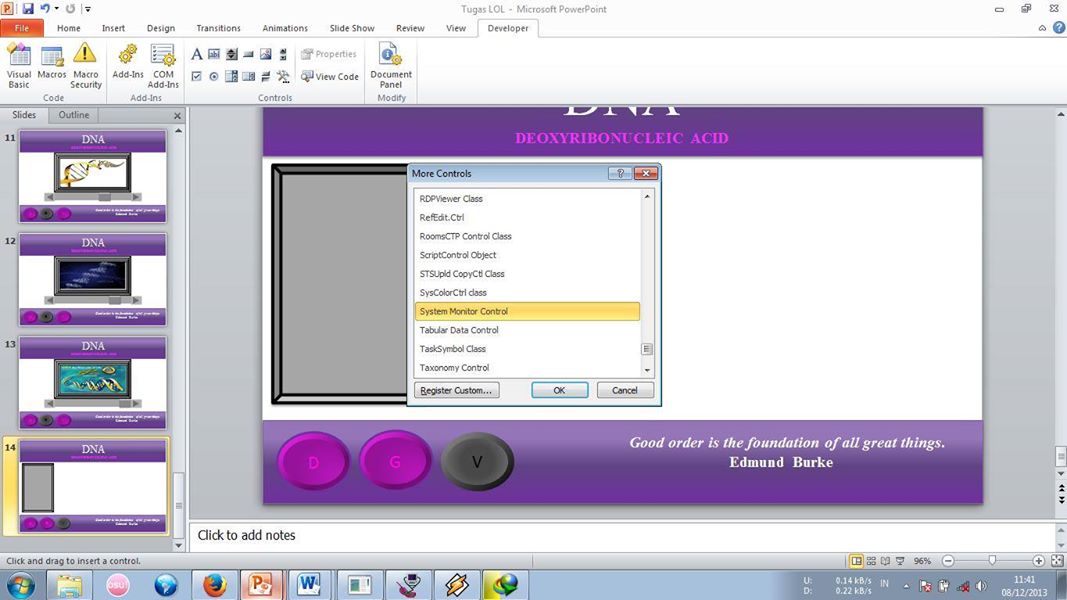 Tugas LOL - Microsoft PowerPoint
File Home Insert Design Transitions Animations Slide Show Review View Developer
Visual Basic
Macros
Macro Security
Code
Add-Ins
COM Add-Ins
Add-Ins
Properties
View Code
Controls
Document Panel
Modify
Slides Outline
11
DNA
12
DNA
13
DNA
14
DNA
DNA
DEOXYRIBONUCLEIC ACID
More Controls
RDPViewer Class
RefEdit.Ctrl
RoomsCTP Control Class
ScriptControl Object
STSUpld CopyCtl Class
SysColorCtrl class
System Monitor Control
Tabular Data Control
TaskSymbol Class
Taxonomy Control
Register Custom... OK Cancel
D G V
Good order is the foundation of all great things.
Edmund Burke
Click to add notes
Click and drag to insert a control. 96%
osu!
U: 0.14 kB/s
D: 0.22 kB/s
IN
11:41
08/12/2013